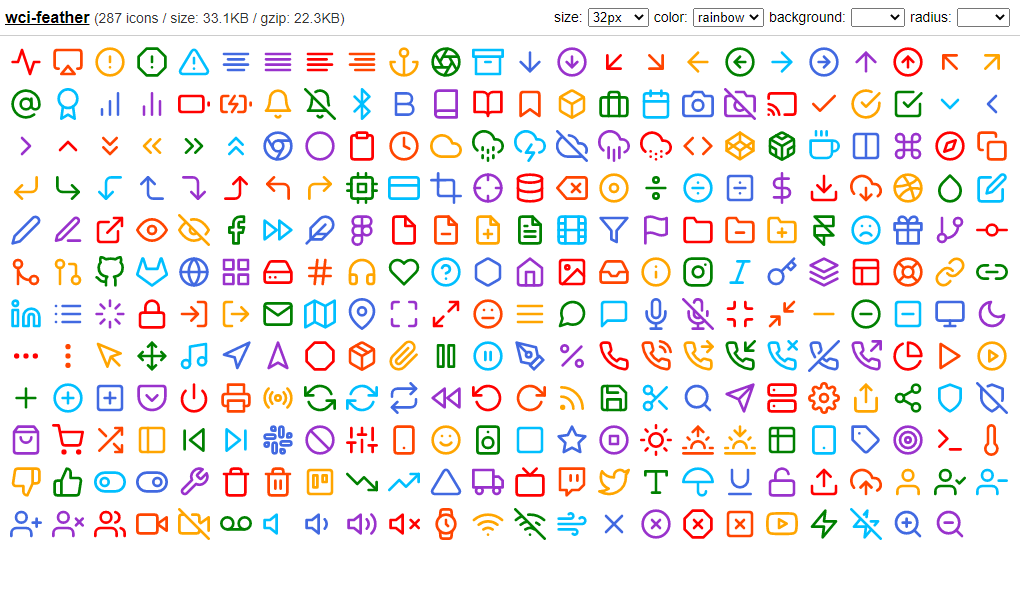 wci-feather (287 icons / size: 33.1KB / gzip: 22.3KB) size: 32px color: rainbow background: radius: